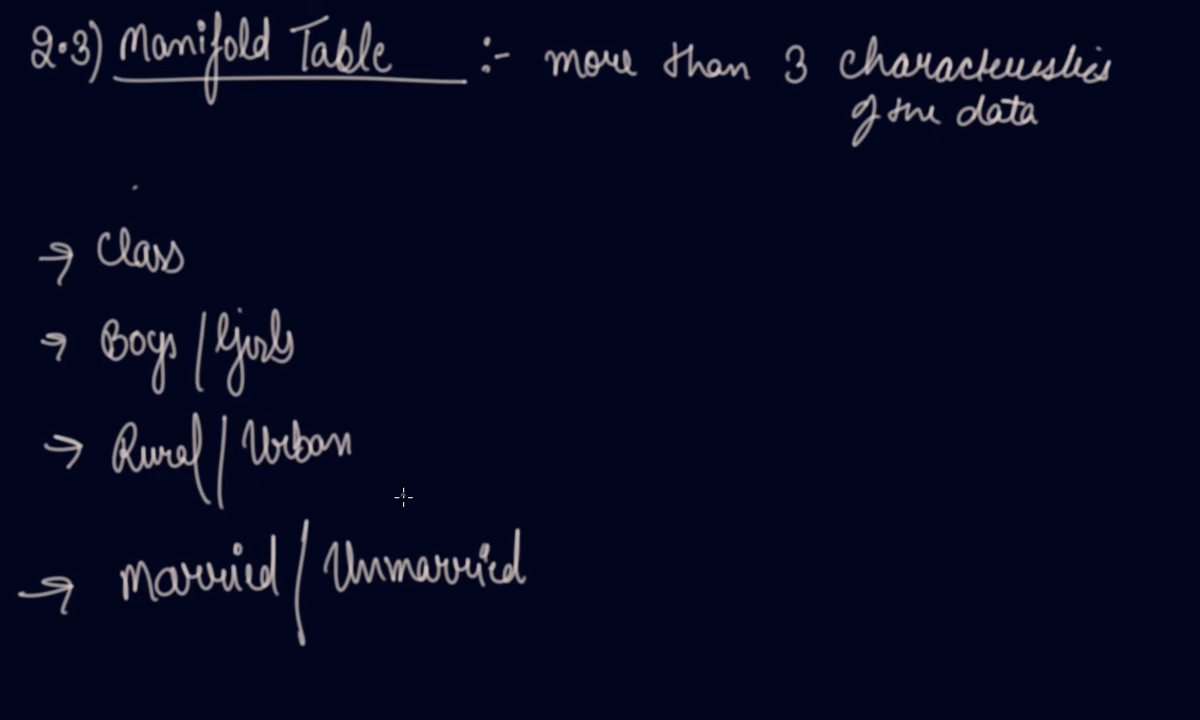 2.3) Manifold Table :- more than 3 characteristics
of the data
→ Class
→ Boys/Girls
→ Rural/Urban
→ Married/Unmarried